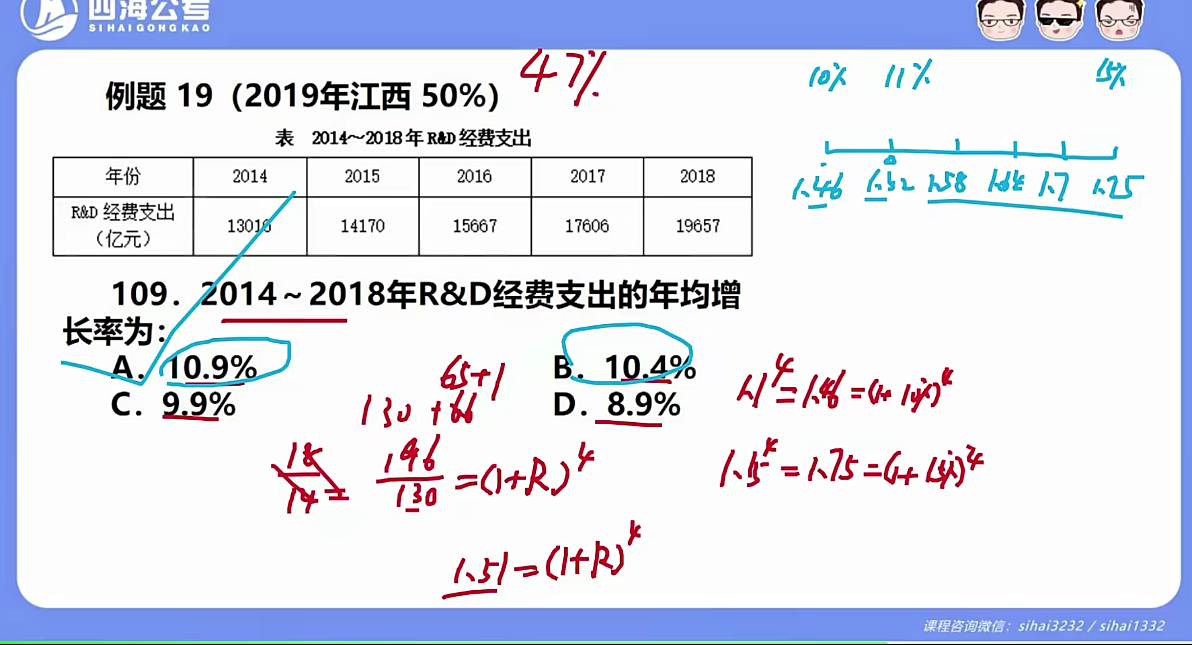 四海公考
SIHAIGONGKAO
例题 19（2019年江西 50%）
47%
10% 11% 15%
1.46 1.52 1.58 1.64 1.7 1.75
表 2014～2018 年 R&D 经费支出
年份 2014 2015 2016 2017 2018
R&D 经费支出
（亿元） 13016 14170 15667 17606 19657
109．2014～2018年R&D经费支出的年均增
长率为：
A．10.9% B．10.4%
C．9.9% D．8.9%
65+1
130 +66
18/14 =
196/130 =(1+R)^4
1.51=(1+R)^4
1.1^4=1.46=(1+10%)^4
1.15^4=1.75=(1+15%)^4
课程咨询微信：sihai3232 / sihai1332